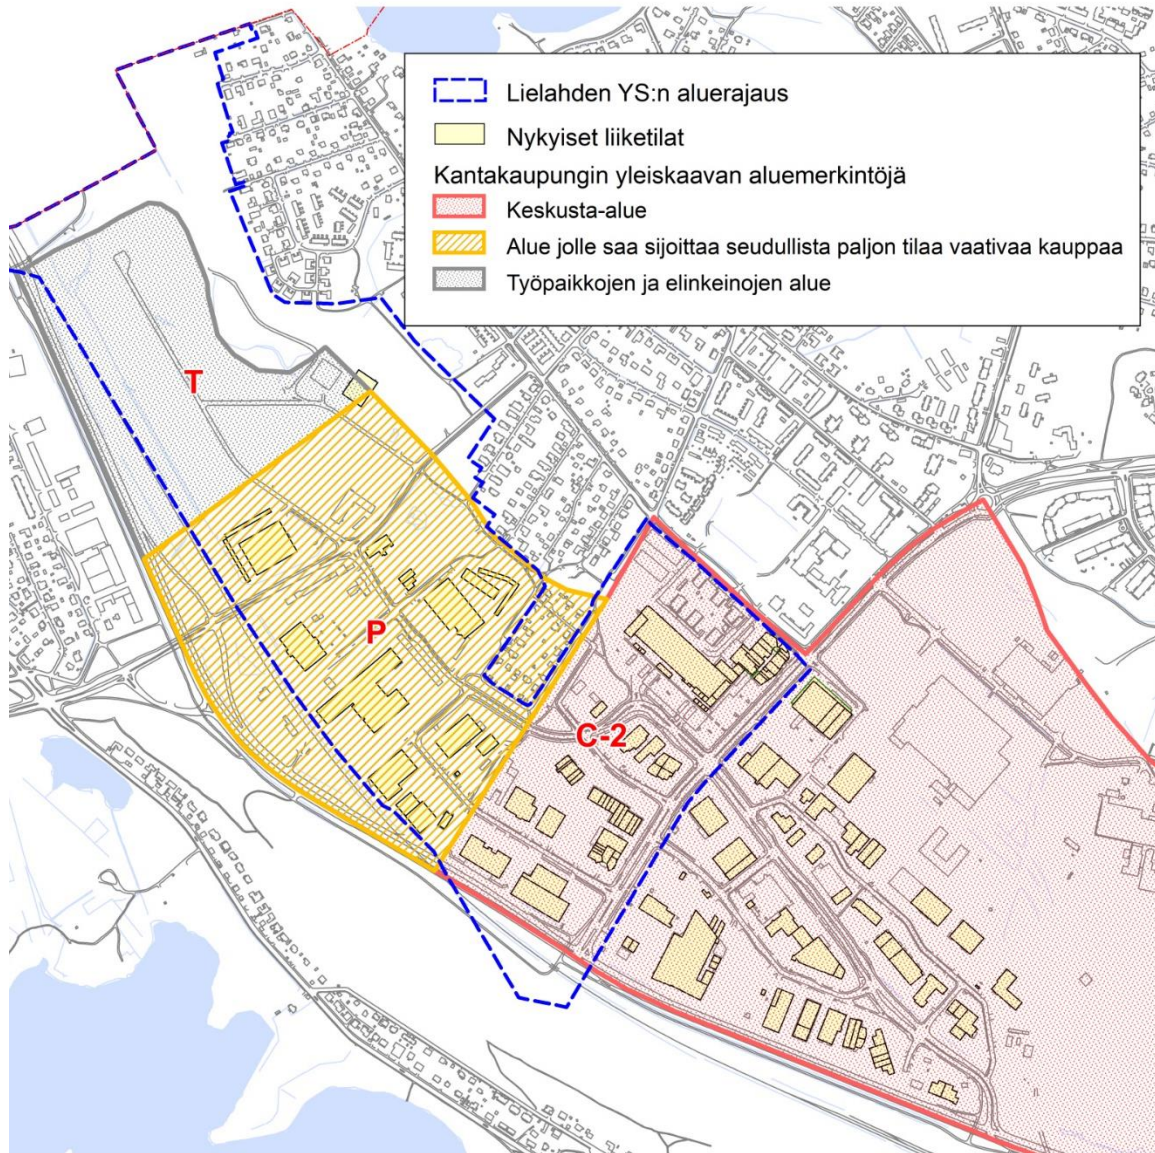 Lielahden YS:n aluerajaus
Nykyiset liiketilat
Kantakaupungin yleiskaavan aluemerkintöjä
Keskusta-alue
Alue jolle saa sijoittaa seudullista paljon tilaa vaativaa kauppaa
Työpaikkojen ja elinkeinojen alue
T
P
C-2